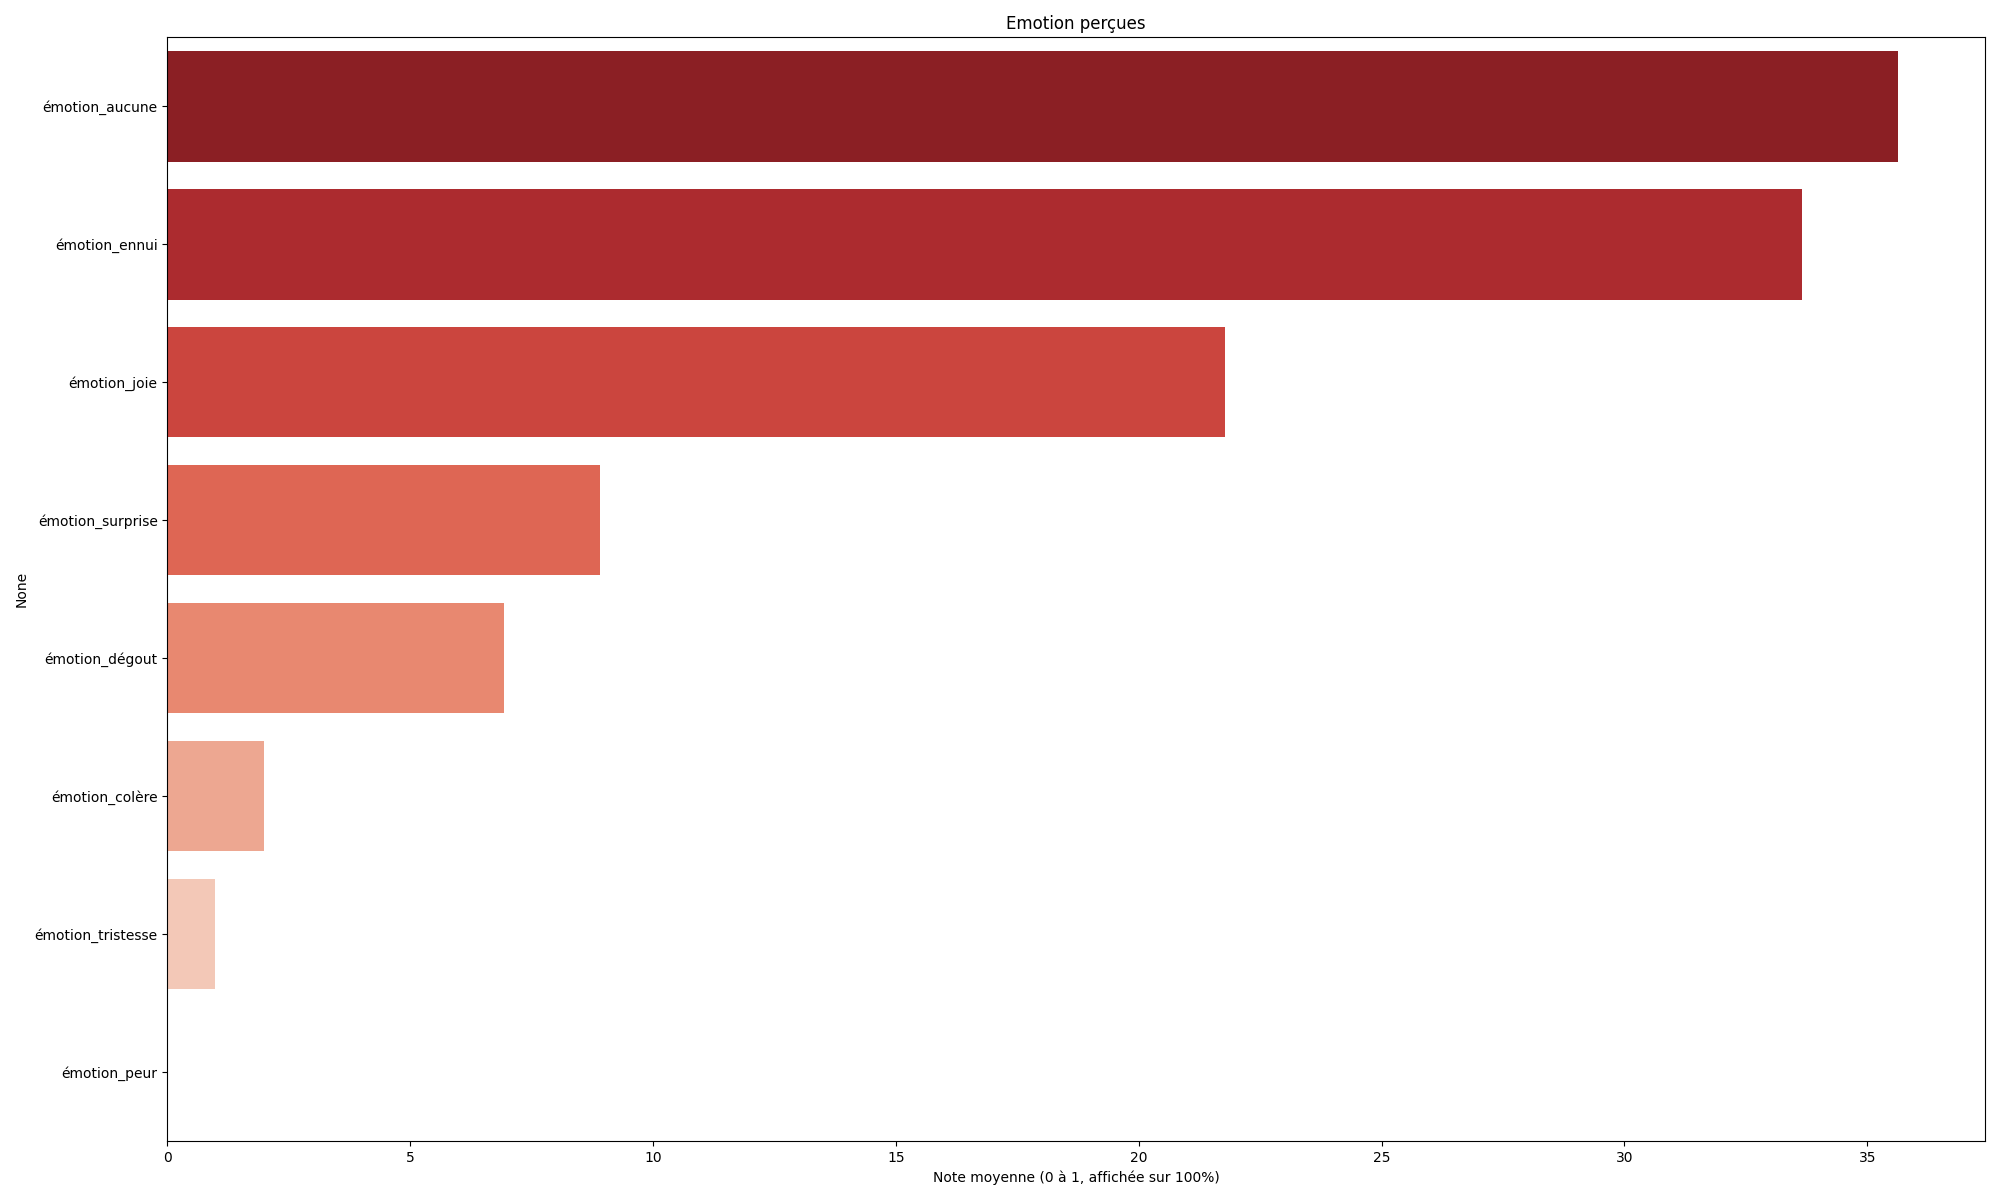 Emotion perçues
émotion_aucune
émotion_ennui
émotion_joie
émotion_surprise
émotion_dégout
émotion_colère
émotion_tristesse
émotion_peur
None
0 5 10 15 20 25 30 35
Note moyenne (0 à 1, affichée sur 100%)